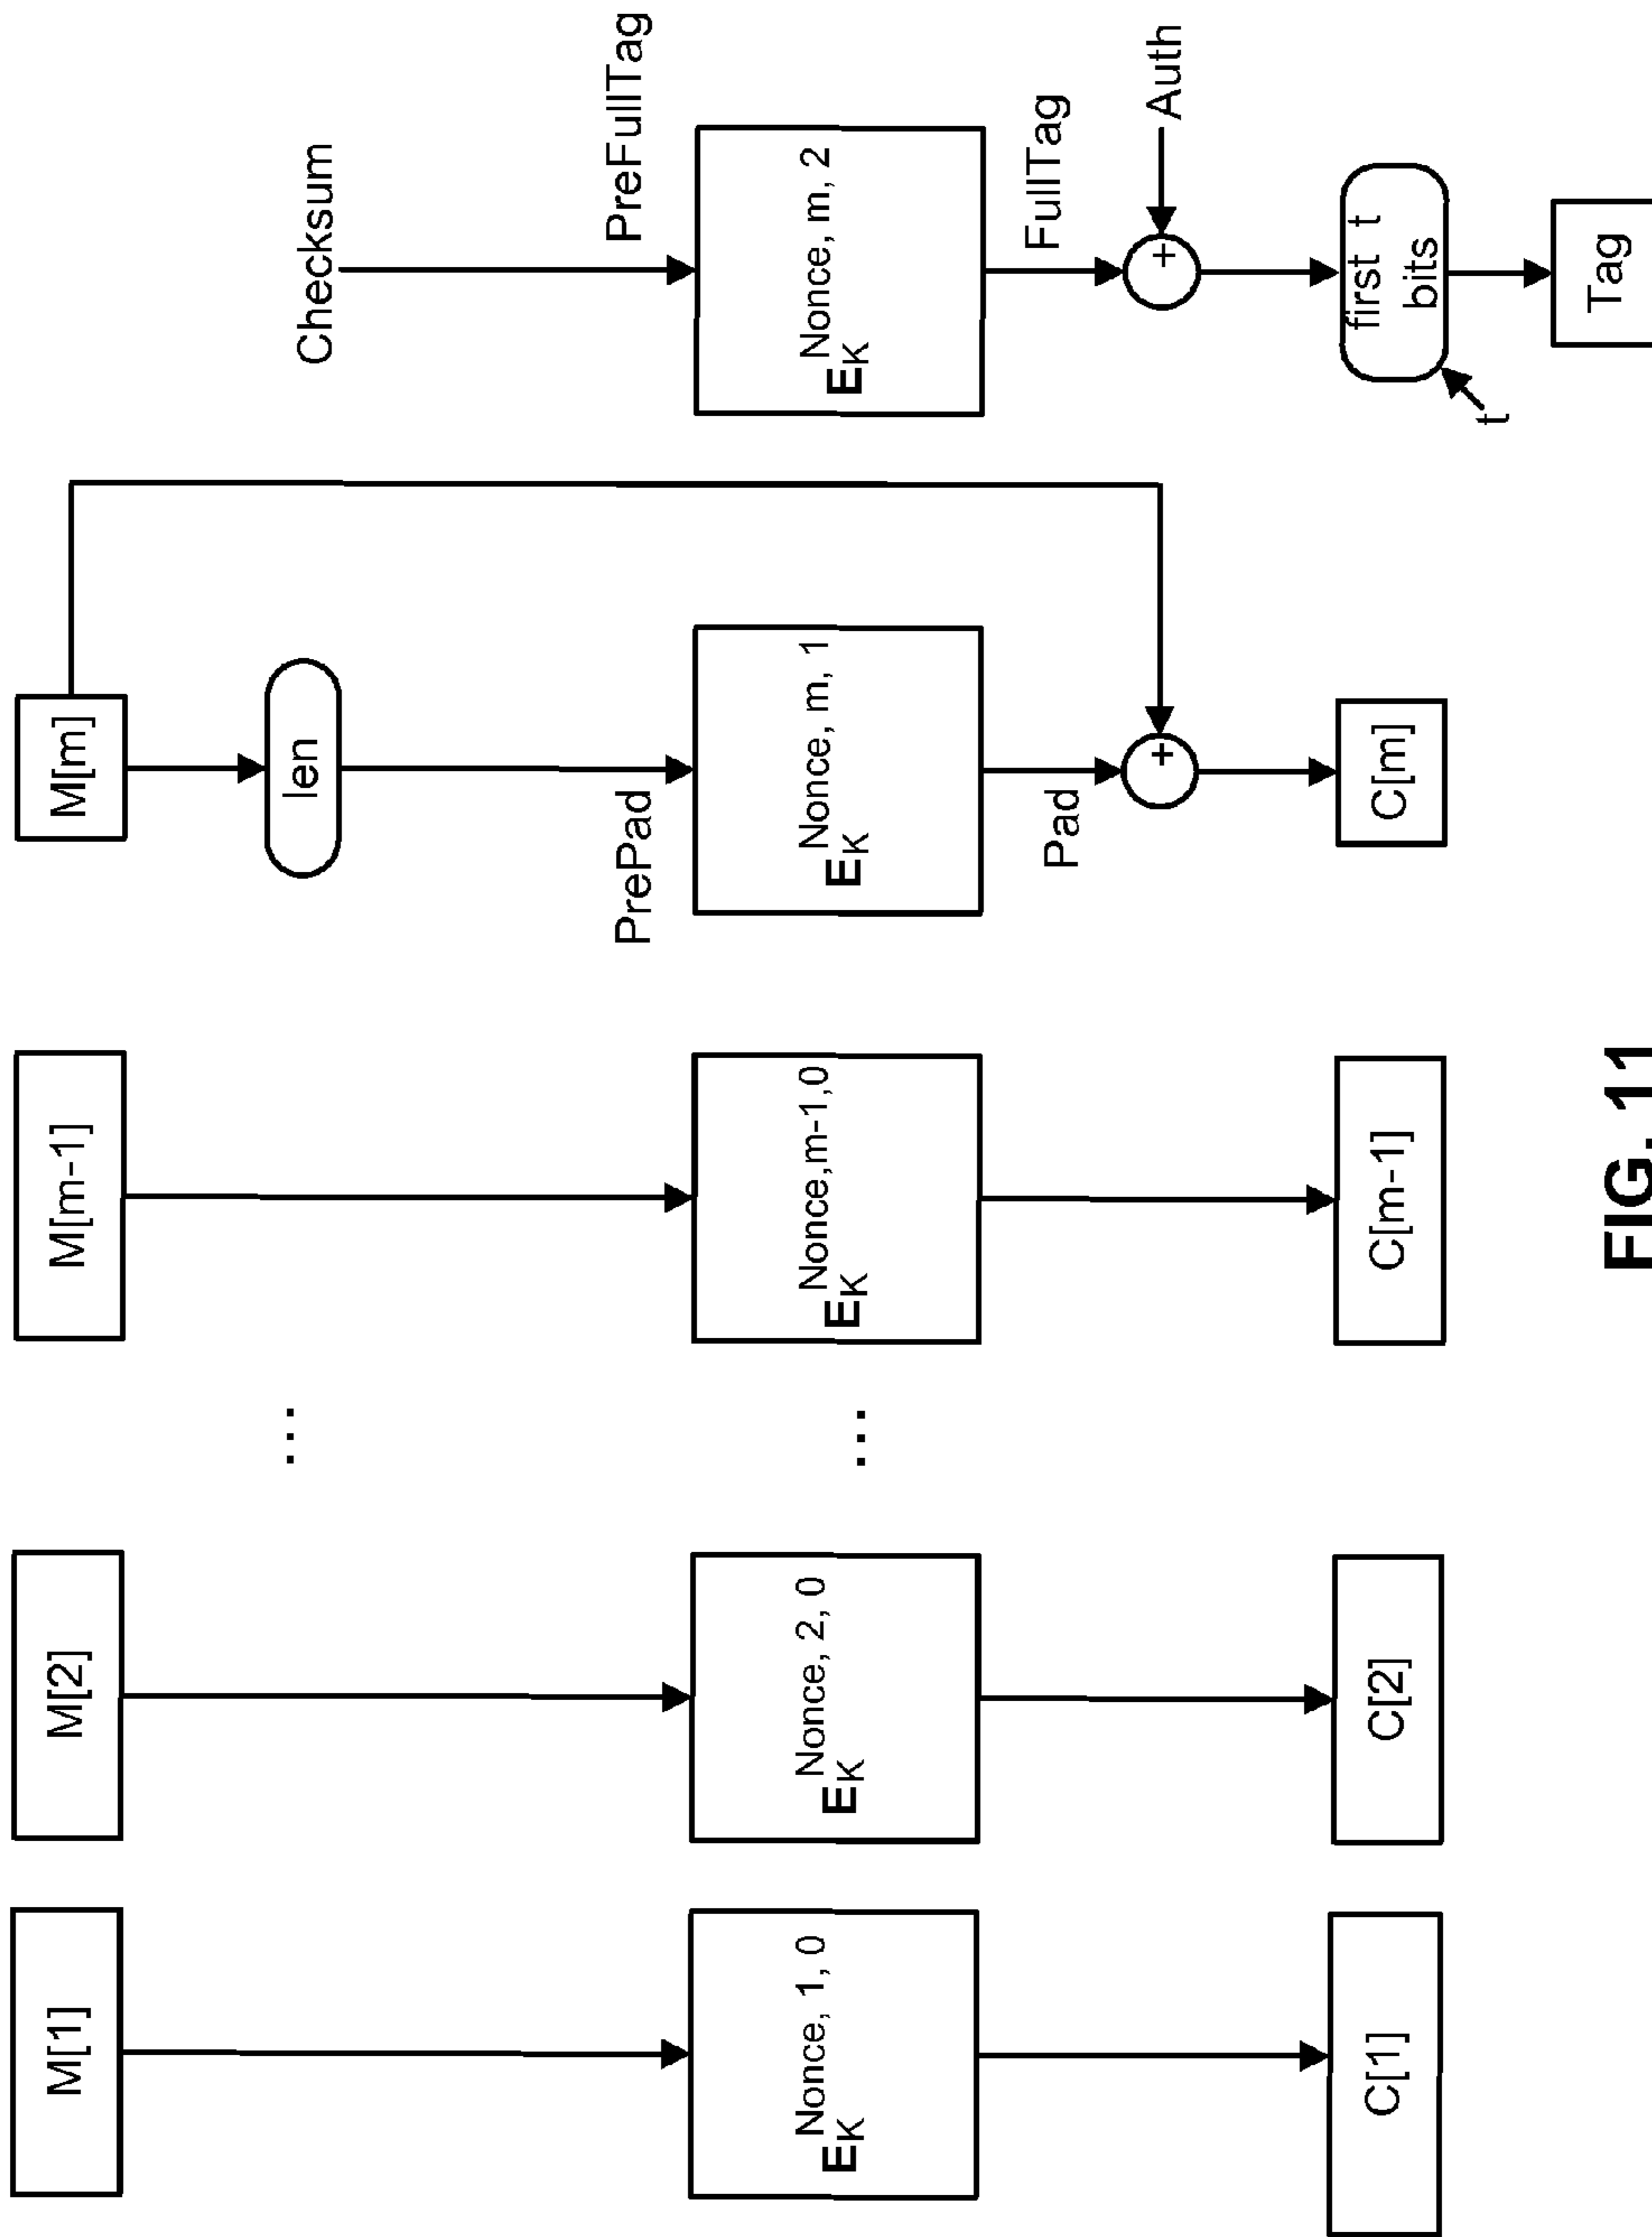 M[1]
M[2]
M[m-1]
M[m]
Checksum
...
len
PrePad
PreFullTag
E_K^Nonce, 1, 0
E_K^Nonce, 2, 0
...
E_K^Nonce,m-1,0
E_K^Nonce, m, 1
E_K^Nonce, m, 2
Pad
FullTag
+
+
Auth
C[1]
C[2]
C[m-1]
C[m]
first t
bits
t
Tag
FIG. 11